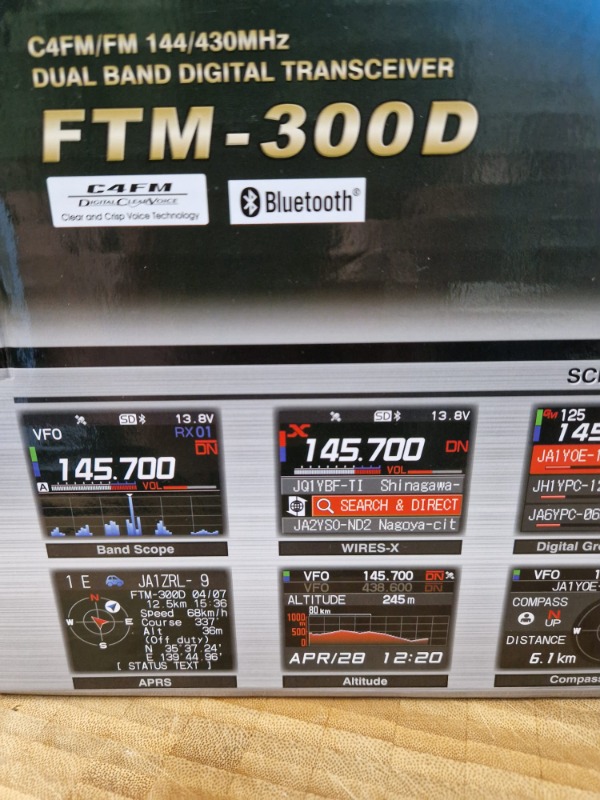 C4FM/FM 144/430MHz
DUAL BAND DIGITAL TRANSCEIVER
FTM-300D
C4FM
DIGITAL CLEAR VOICE
Clear and Crisp Voice Technology
Bluetooth®
SD 13.8V
VFO RX01
DN
145.700
A VOL
Band Scope
SD 13.8V
X
145.700 DN
VOL
JQ1YBF-TI Shinagawa-
SEARCH & DIRECT
JA2YSO-ND2 Nagoya-cit
WIRES-X
125
JA1YOE-
JH1YPC-
JA6YPC-06
1 E JA1ZRL- 9
FTM-300D 04/07
12.5km 15:36
Speed 68km/h
Course 337°
Alt 36m
(Off duty)
N 35°37.24'
E 139°44.96'
[ STATUS TEXT ]
N
W E
S
APRS
VFO 145.700 DN
VFO 438.600 DN
ALTITUDE 245 m
80 km
1000 m
500
0
APR/28 12:20
Altitude
VFO
COMPASS
N
UP
W
DISTANCE
6.1 km